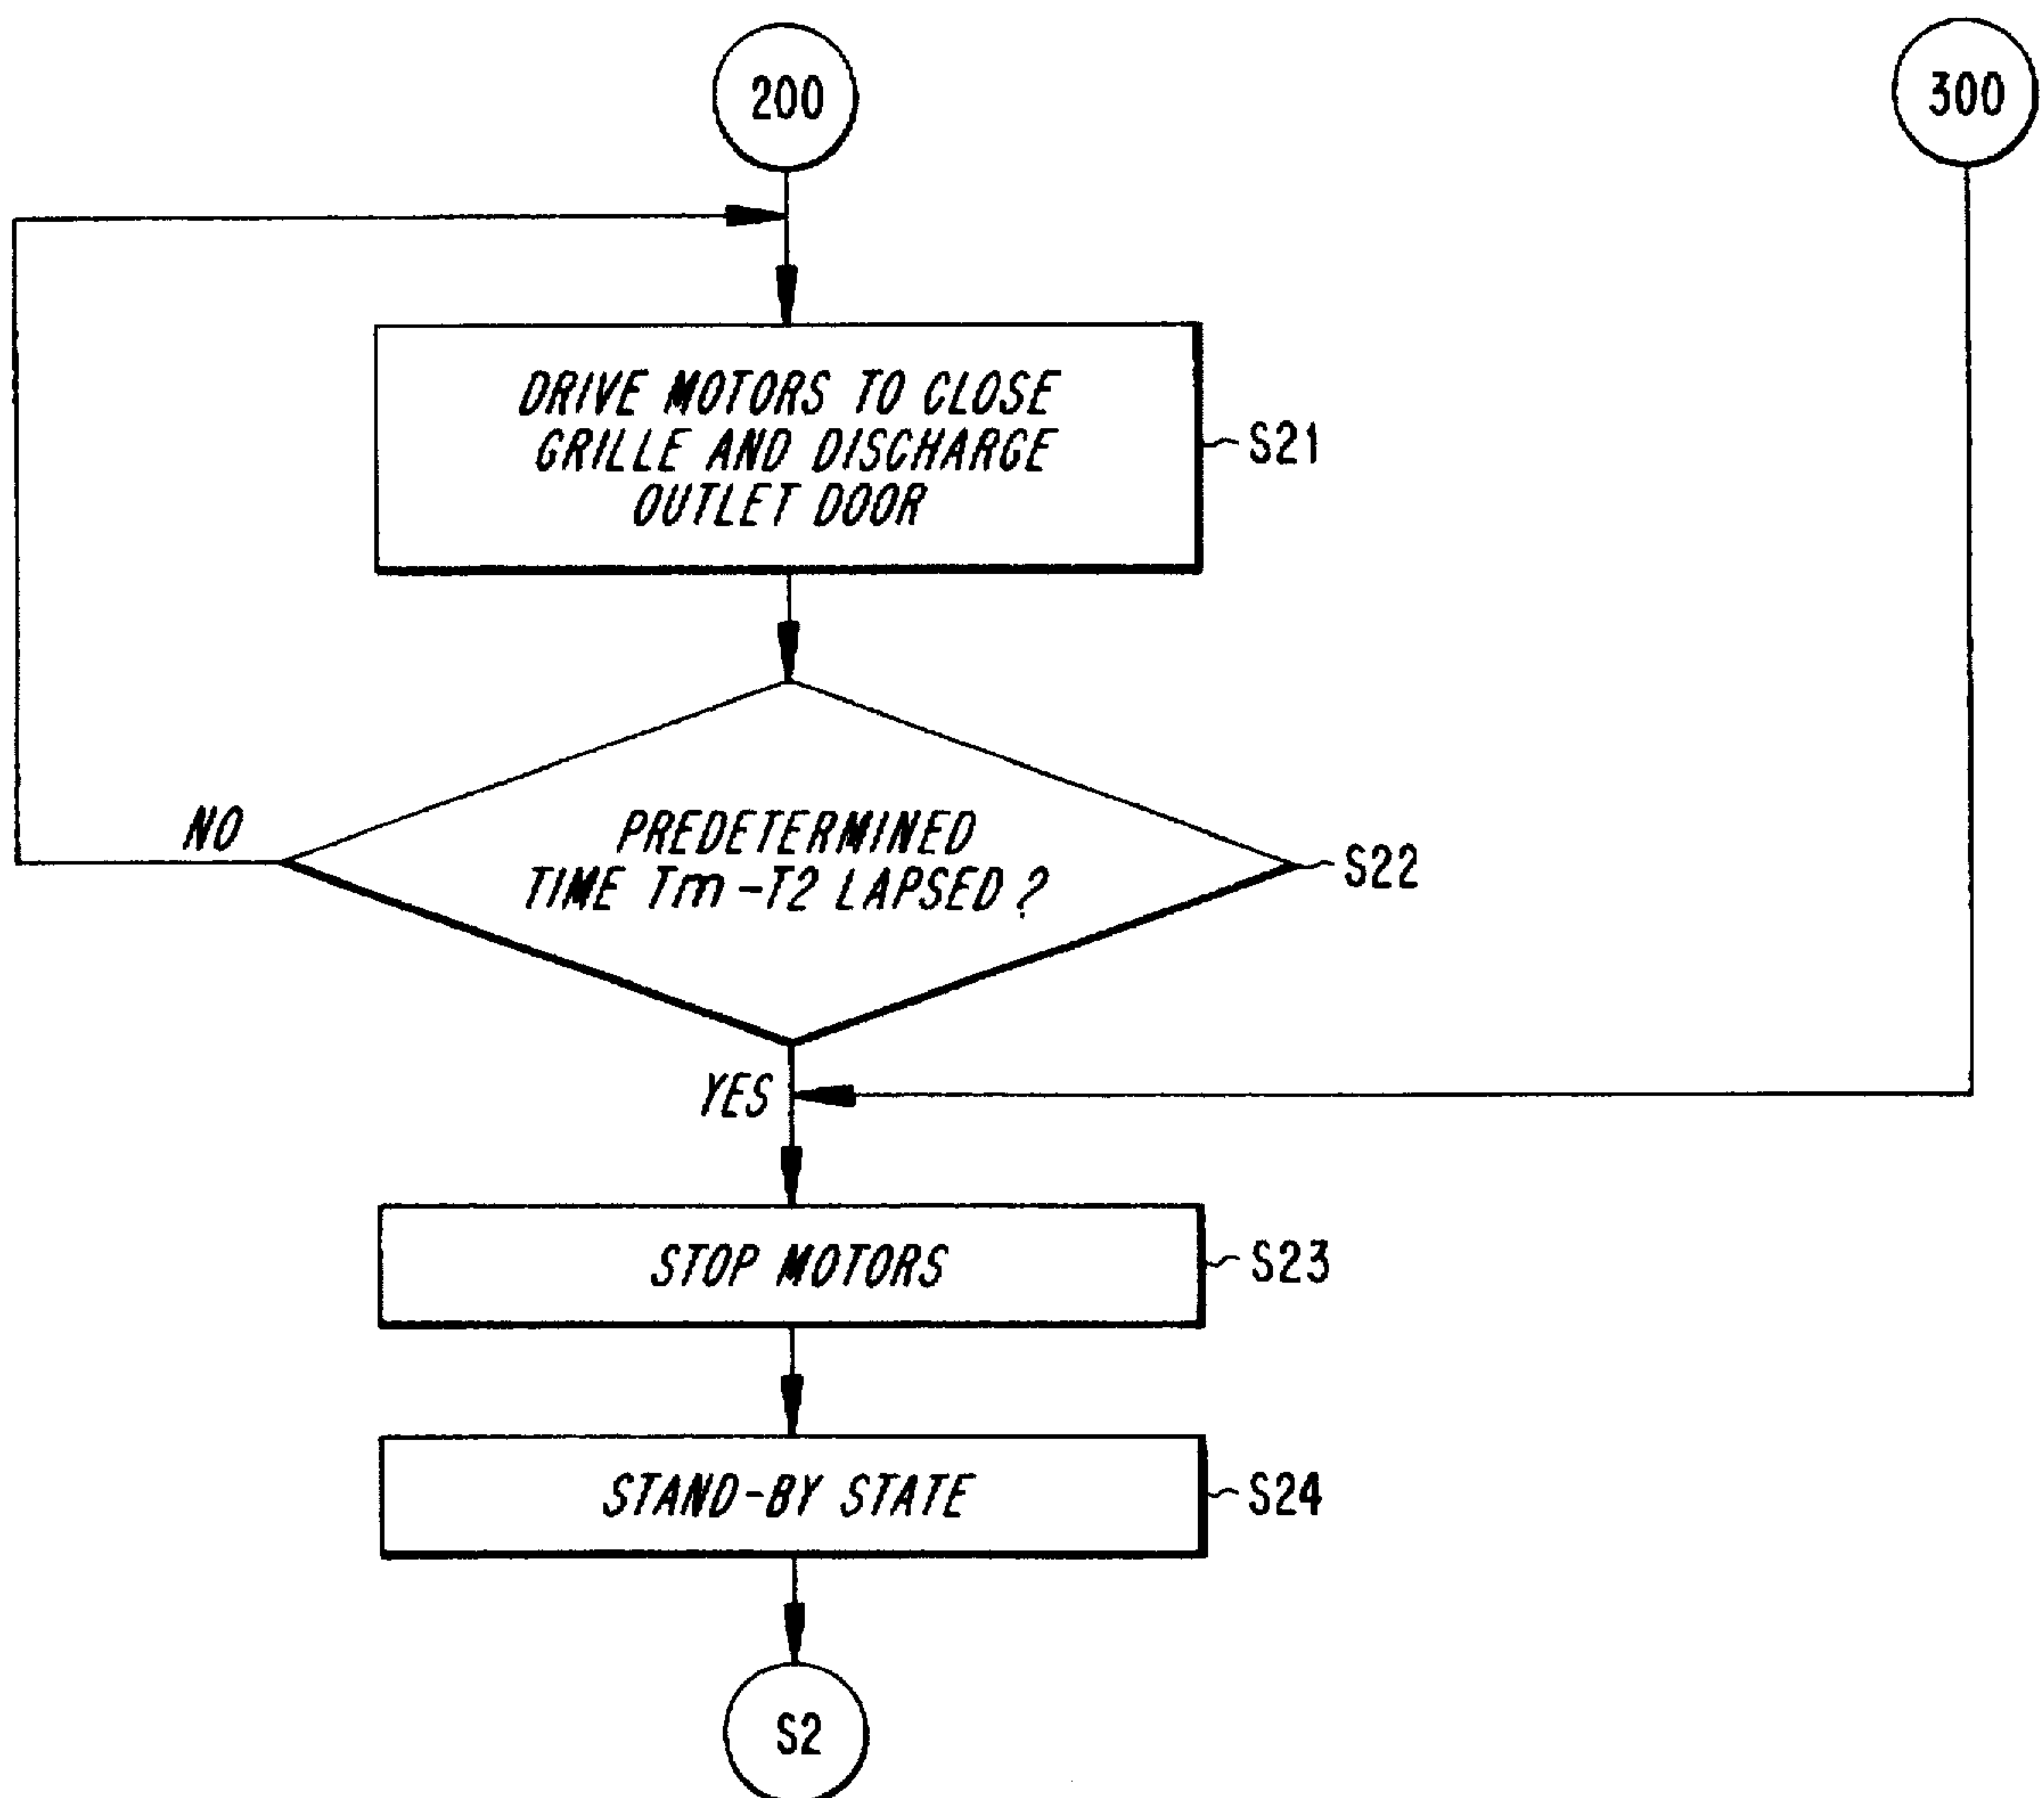 200
300
DRIVE MOTORS TO CLOSE
GRILLE AND DISCHARGE
OUTLET DOOR
S21
NO
PREDETERMINED
TIME Tm-T2 LAPSED?
S22
YES
STOP MOTORS
S23
STAND-BY STATE
S24
S2